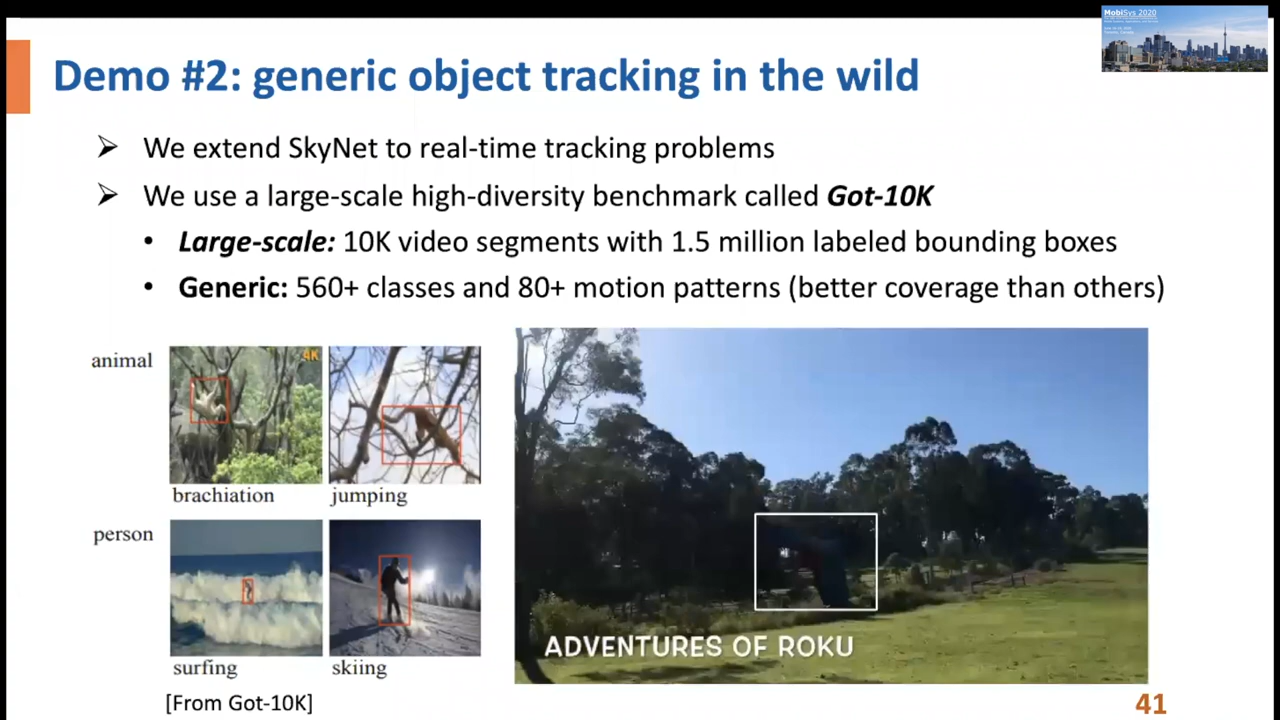 MobiSys 2020
Demo #2: generic object tracking in the wild
➢ We extend SkyNet to real-time tracking problems
➢ We use a large-scale high-diversity benchmark called Got-10K
• Large-scale: 10K video segments with 1.5 million labeled bounding boxes
• Generic: 560+ classes and 80+ motion patterns (better coverage than others)
animal
4K
brachiation jumping
person
surfing skiing
[From Got-10K]
ADVENTURES OF ROKU
41